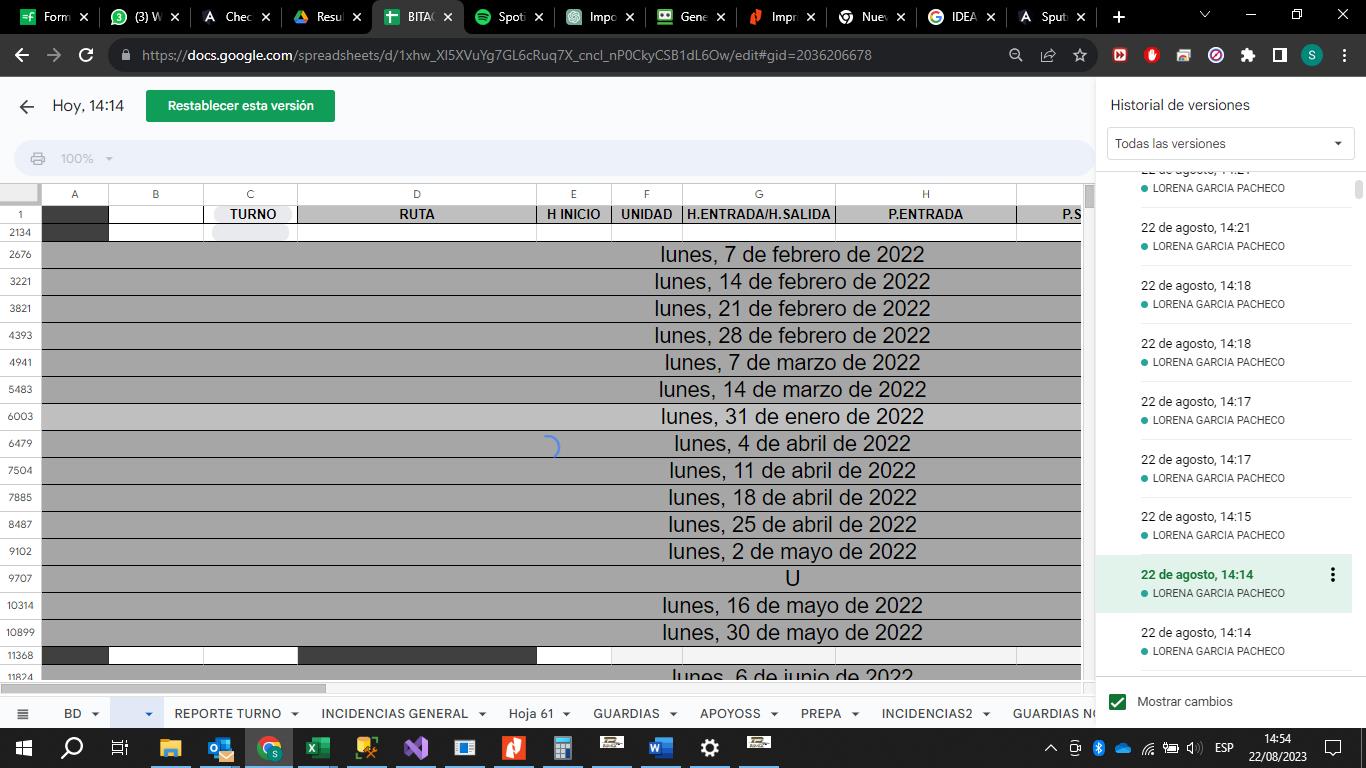 Form
(3) W
Chec
Resul
BITAC
Spoti
Impo
Gene
Impre
Nuev
IDEA
Sputi
https://docs.google.com/spreadsheets/d/1xhw_Xl5XVuYg7GL6cRuq7X_cncl_nP0CkyCSB1dL6Ow/edit#gid=2036206678
S
Hoy, 14:14
Restablecer esta versión
100%
A B C D E F G H
1 TURNO RUTA H INICIO UNIDAD H.ENTRADA/H.SALIDA P.ENTRADA P.S
2134
2676 lunes, 7 de febrero de 2022
3221 lunes, 14 de febrero de 2022
3821 lunes, 21 de febrero de 2022
4393 lunes, 28 de febrero de 2022
4941 lunes, 7 de marzo de 2022
5483 lunes, 14 de marzo de 2022
6003 lunes, 31 de enero de 2022
6479 lunes, 4 de abril de 2022
7504 lunes, 11 de abril de 2022
7885 lunes, 18 de abril de 2022
8487 lunes, 25 de abril de 2022
9102 lunes, 2 de mayo de 2022
9707 U
10314 lunes, 16 de mayo de 2022
10899 lunes, 30 de mayo de 2022
11368
11824 lunes, 6 de junio de 2022
BD REPORTE TURNO INCIDENCIAS GENERAL Hoja 61 GUARDIAS APOYOSS PREPA INCIDENCIAS2 GUARDIAS NO
Historial de versiones
Todas las versiones
22 de agosto, 14:21
LORENA GARCIA PACHECO
22 de agosto, 14:21
LORENA GARCIA PACHECO
22 de agosto, 14:18
LORENA GARCIA PACHECO
22 de agosto, 14:18
LORENA GARCIA PACHECO
22 de agosto, 14:17
LORENA GARCIA PACHECO
22 de agosto, 14:17
LORENA GARCIA PACHECO
22 de agosto, 14:15
LORENA GARCIA PACHECO
22 de agosto, 14:14
LORENA GARCIA PACHECO
22 de agosto, 14:14
LORENA GARCIA PACHECO
Mostrar cambios
ESP
14:54
22/08/2023